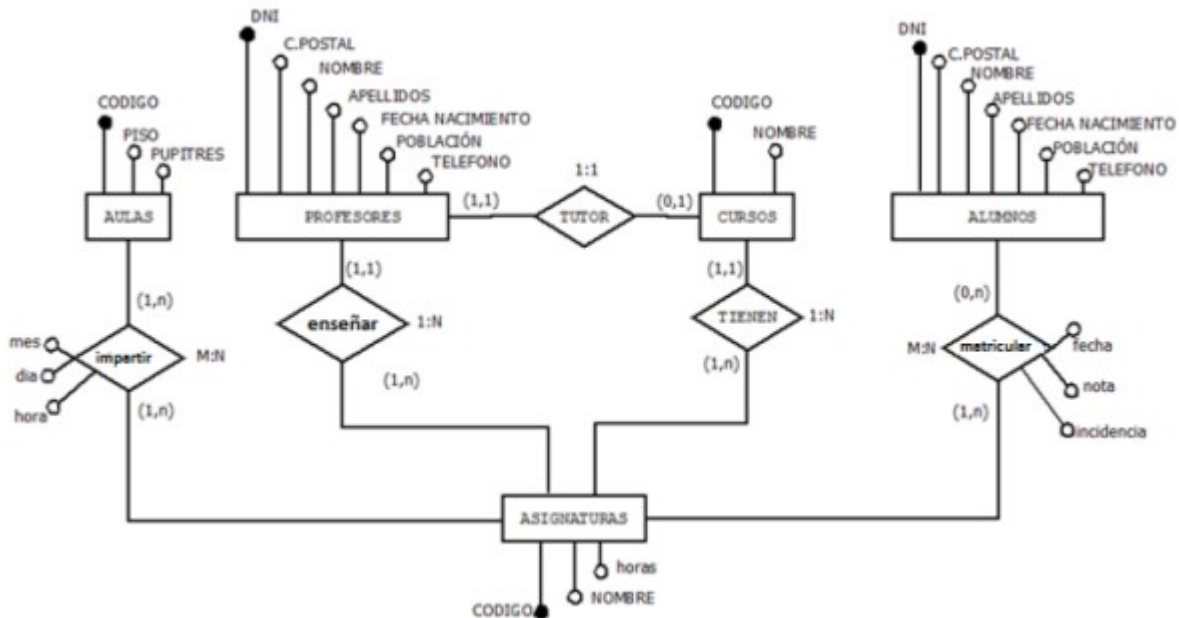 DNI
C.POSTAL
NOMBRE
APELLIDOS
FECHA NACIMIENTO
POBLACIÓN
TELEFONO
DNI
C.POSTAL
NOMBRE
APELLIDOS
FECHA NACIMIENTO
POBLACIÓN
TELEFONO
CODIGO
PISO
PUPITRES
CODIGO
NOMBRE
AULAS
PROFESORES
(1,1)
1:1
TUTOR
(0,1)
CURSOS
ALUMNOS
(1,n)
(1,1)
(1,1)
(0,n)
mes
dia
hora
impartir
M:N
enseñar
1:N
TIENEN
1:N
M:N
matricular
fecha
nota
incidencia
(1,n)
(1,n)
(1,n)
(1,n)
ASIGNATURAS
horas
NOMBRE
CODIGO